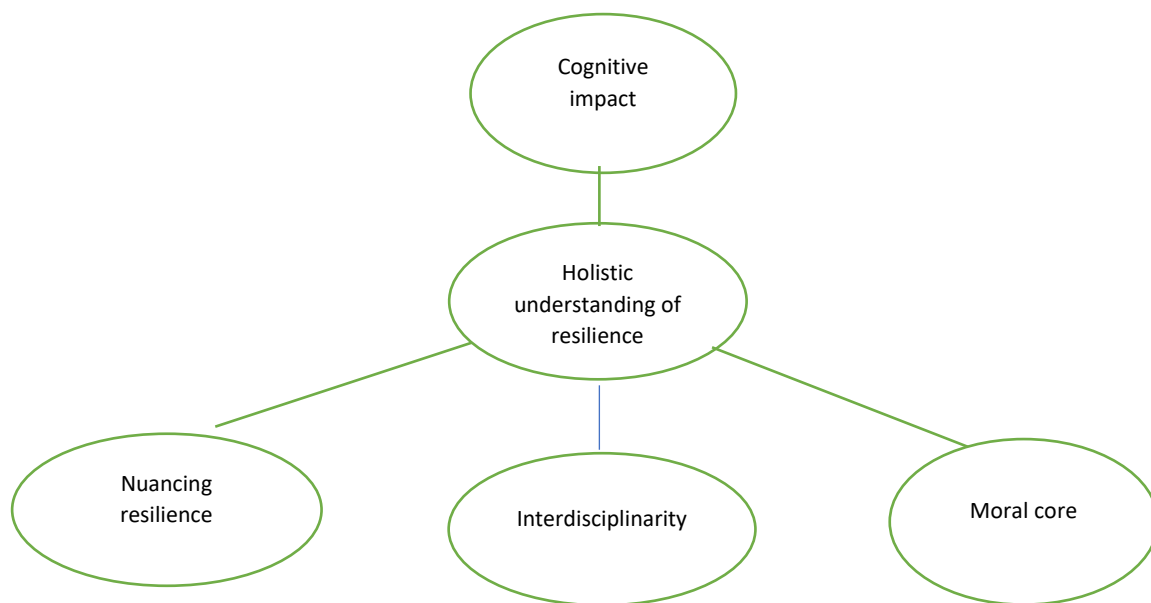 Cognitive
impact
Holistic
understanding of
resilience
Nuancing
resilience
Interdisciplinarity
Moral core